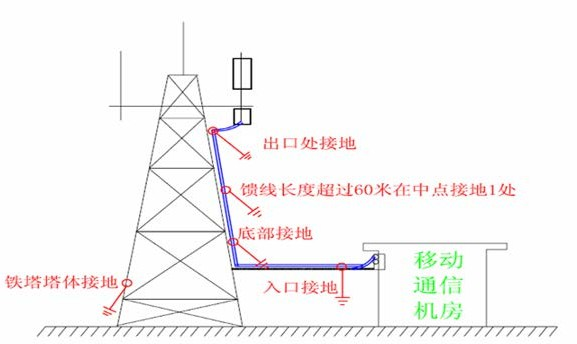 出口处接地
馈线长度超过60米在中点接地1处
底部接地
铁塔塔体接地
入口接地
移动
通信
机房